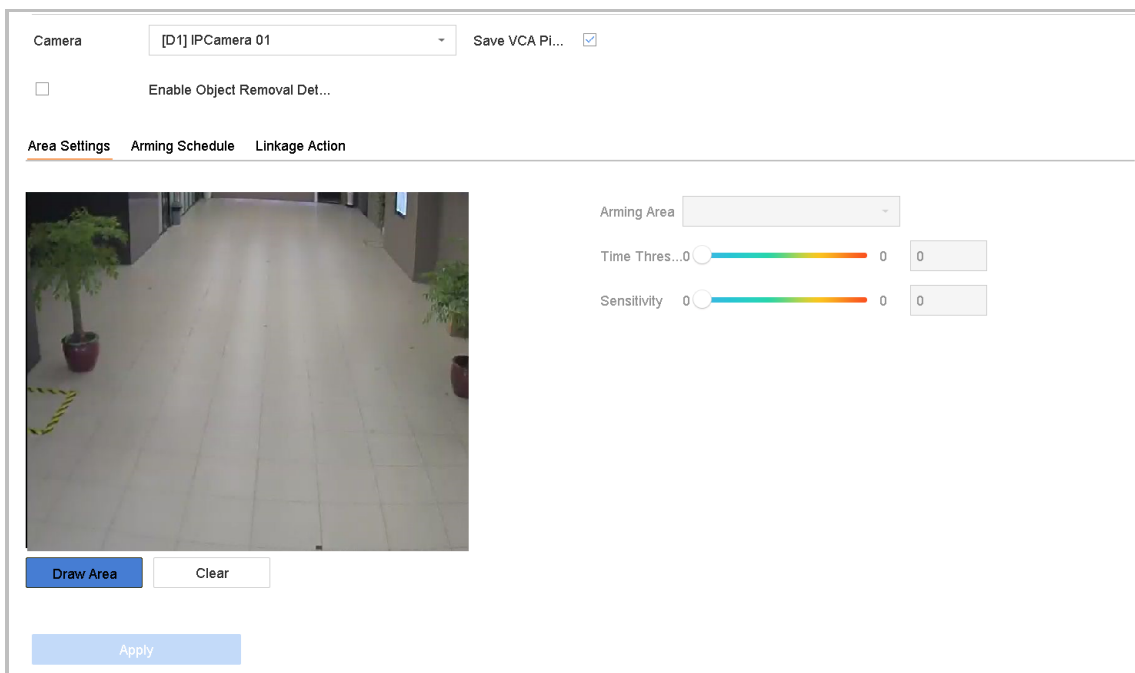 Camera [D1] IPCamera 01 Save VCA Pi...
Enable Object Removal Det...
Area Settings Arming Schedule Linkage Action
Arming Area
Time Thres...0 0 0
Sensitivity 0 0 0
Draw Area Clear
Apply